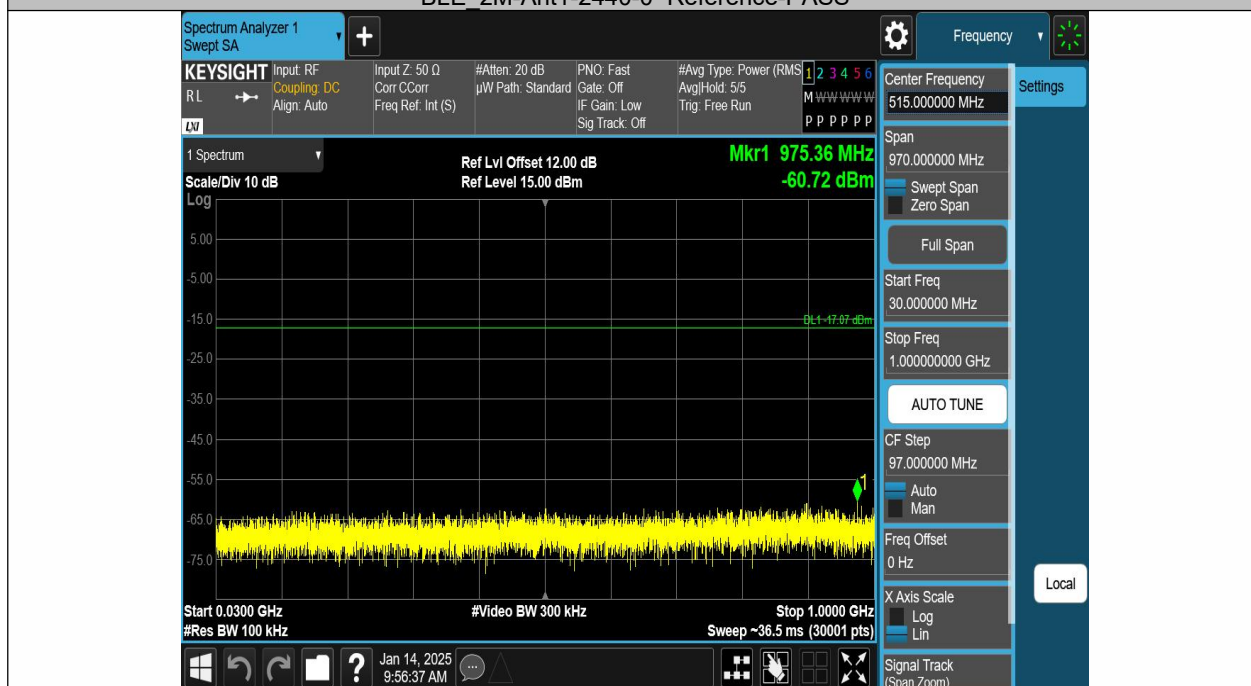 Spectrum Analyzer 1
Swept SA
Frequency
KEYSIGHT
RL
LXI
Input: RF
Coupling: DC
Align: Auto
Input Z: 50 Ω
Corr CCorr
Freq Ref: Int (S)
#Atten: 20 dB
µW Path: Standard
PNO: Fast
Gate: Off
IF Gain: Low
Sig Track: Off
#Avg Type: Power (RMS
Avg|Hold: 5/5
Trig: Free Run
1 2 3 4 5 6
M W W W W W
P P P P P P
1 Spectrum
Scale/Div 10 dB
Log
Ref Lvl Offset 12.00 dB
Ref Level 15.00 dBm
Mkr1 975.36 MHz
-60.72 dBm
5.00
-5.00
-15.0
DL1 -17.07 dBm
-25.0
-35.0
-45.0
-55.0
1
-65.0
-75.0
Start 0.0300 GHz
#Video BW 300 kHz
Stop 1.0000 GHz
#Res BW 100 kHz
Sweep ~36.5 ms (30001 pts)
?
Jan 14, 2025
9:56:37 AM
Center Frequency
515.000000 MHz
Settings
Span
970.000000 MHz
Swept Span
Zero Span
Full Span
Start Freq
30.000000 MHz
Stop Freq
1.000000000 GHz
AUTO TUNE
CF Step
97.000000 MHz
Auto
Man
Freq Offset
0 Hz
Local
X Axis Scale
Log
Lin
Signal Track
(Span Zoom)